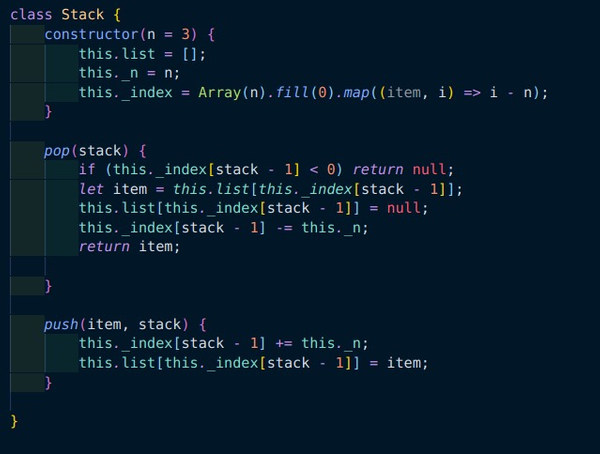 class Stack {
    constructor(n = 3) {
        this.list = [];
        this._n = n;
        this._index = Array(n).fill(0).map((item, i) => i - n);
    }
    pop(stack) {
        if (this._index[stack - 1] < 0) return null;
        let item = this.list[this._index[stack - 1]];
        this.list[this._index[stack - 1]] = null;
        this._index[stack - 1] -= this._n;
        return item;
    }
    push(item, stack) {
        this._index[stack - 1] += this._n;
        this.list[this._index[stack - 1]] = item;
    }
}